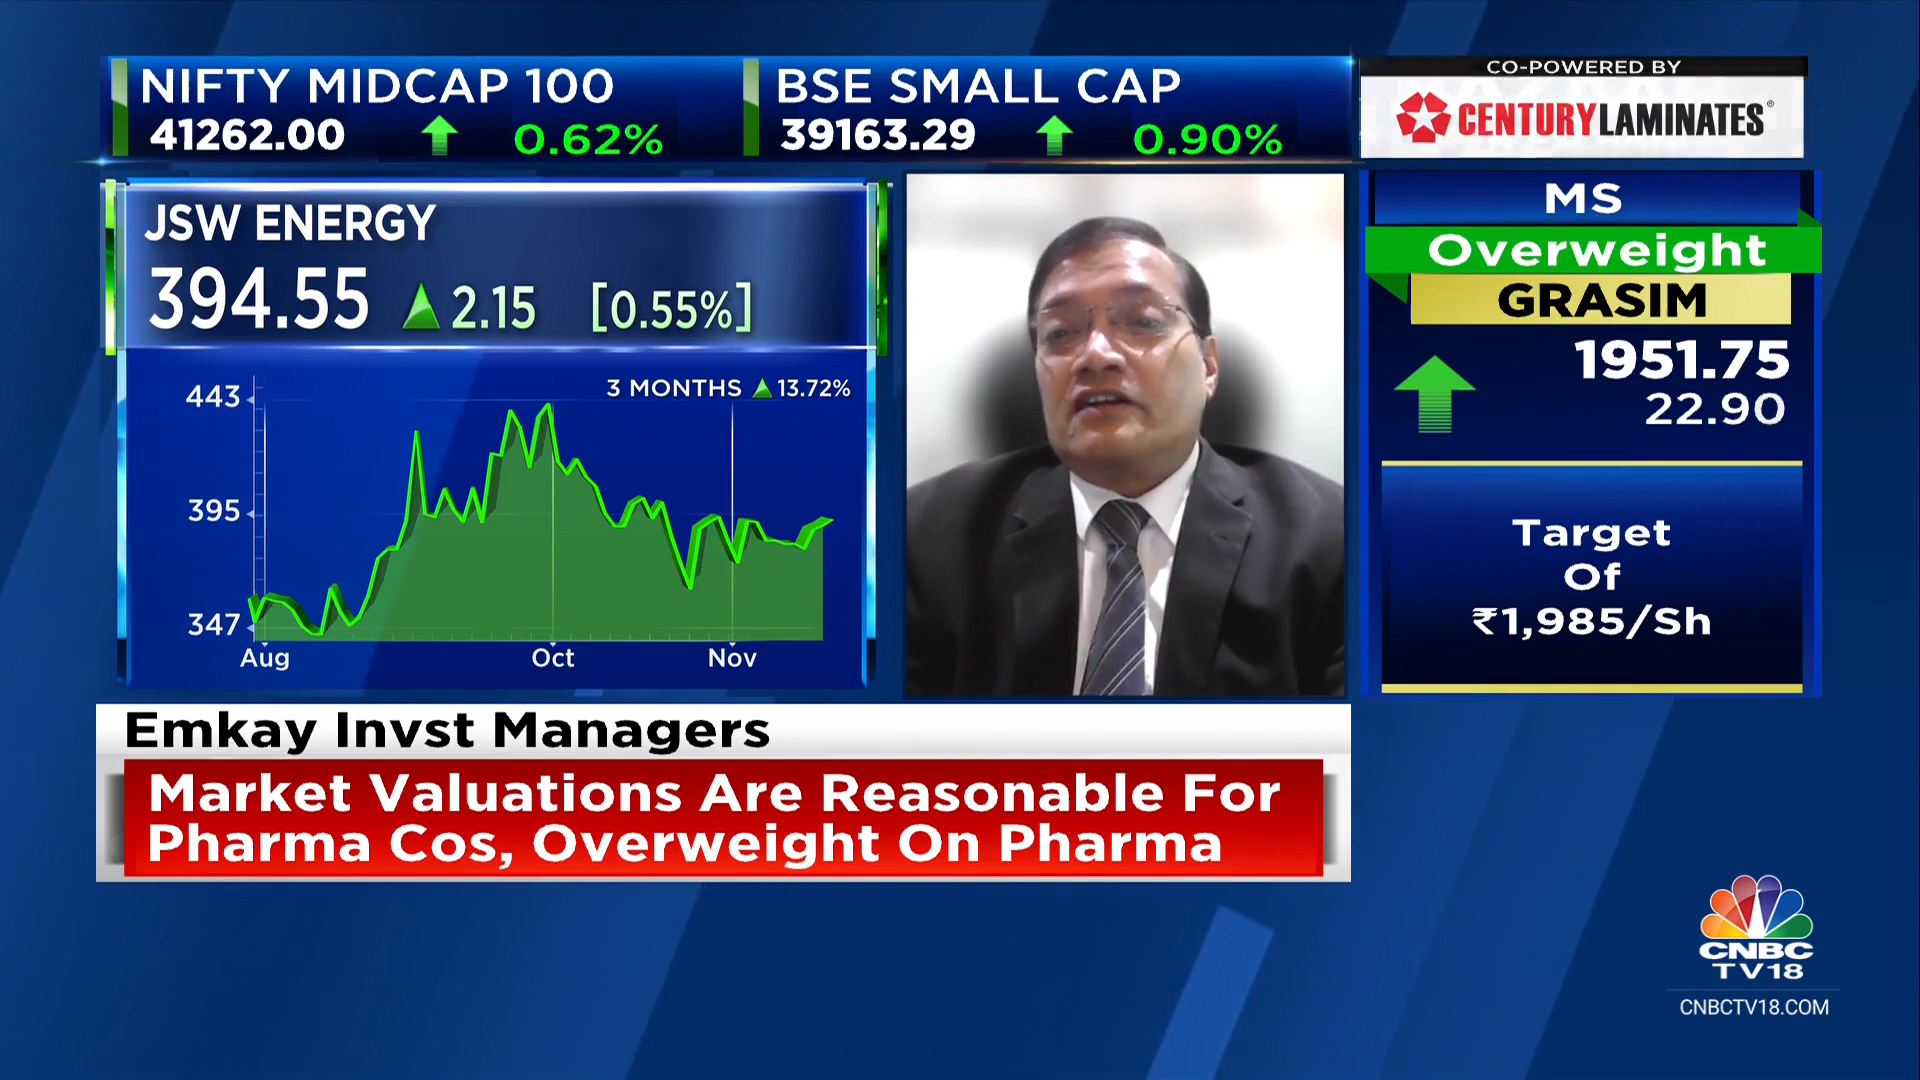 NIFTY MIDCAP 100
41262.00 0.62%
BSE SMALL CAP
39163.29 0.90%
CO-POWERED BY
CENTURYLAMINATES®
JSW ENERGY
394.55 2.15 [0.55%]
3 MONTHS 13.72%
443
395
347
Aug Oct Nov
MS
Overweight
GRASIM
1951.75
22.90
Target
Of
₹1,985/Sh
Emkay Invst Managers
Market Valuations Are Reasonable For
Pharma Cos, Overweight On Pharma
CNBC
TV18
CNBCTV18.COM